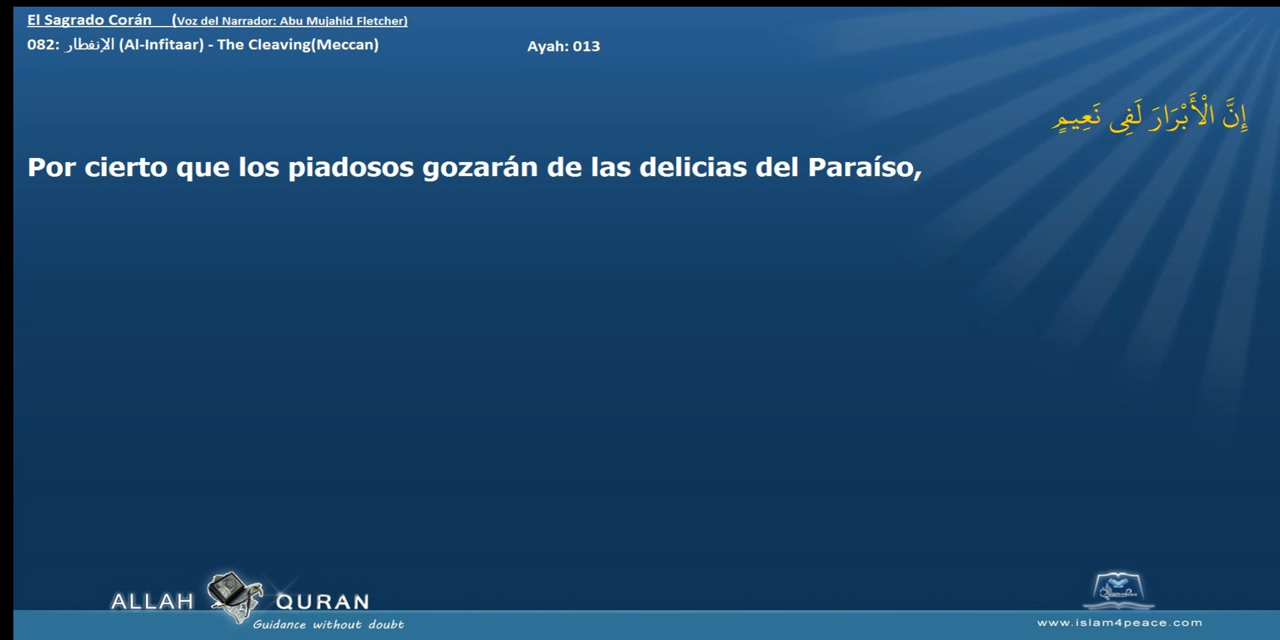 El Sagrado Corán (Voz del Narrador: Abu Mujahid Fletcher)
082: الإنفطار (Al-Infitaar) - The Cleaving(Meccan) Ayah: 013
إِنَّ الْأَبْرَارَ لَفِى نَعِيمٍ
Por cierto que los piadosos gozarán de las delicias del Paraíso,
ALLAH QURAN
Guidance without doubt
www.islam4peace.com